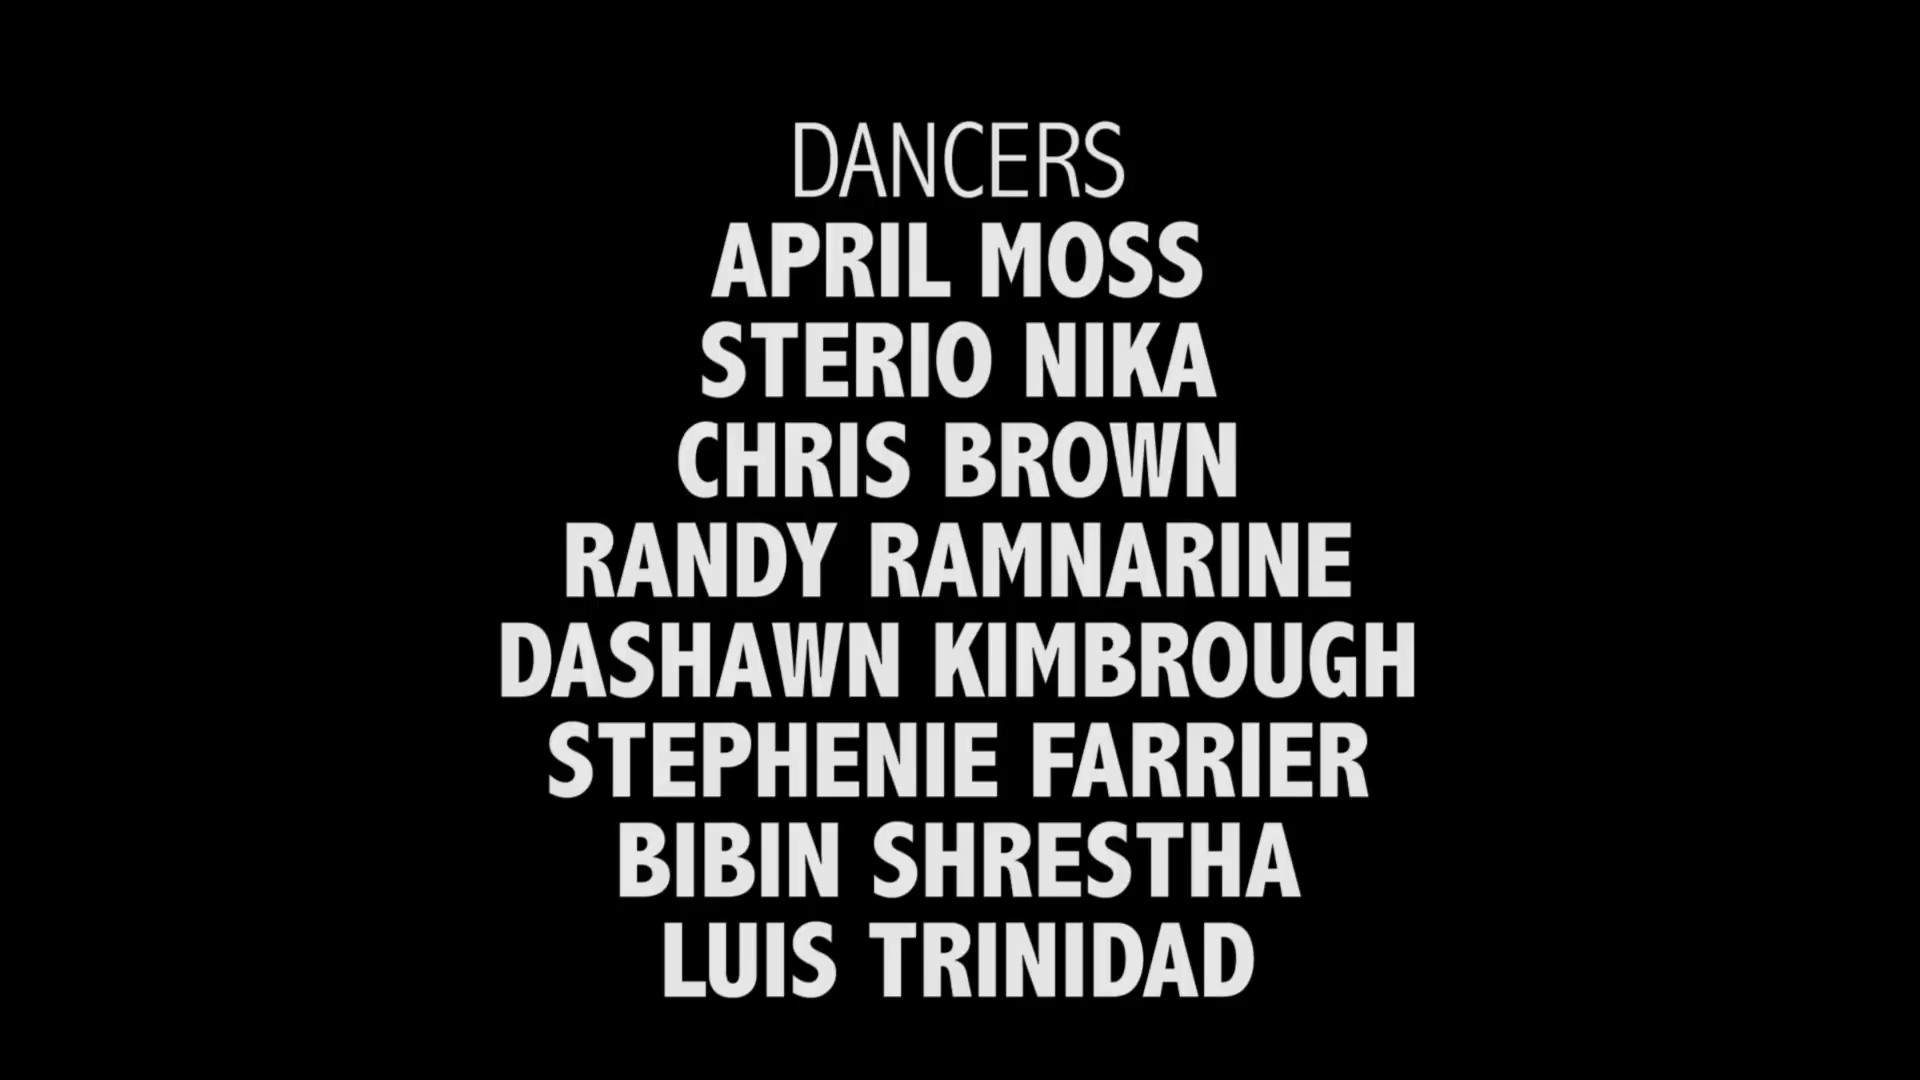 DANCERS
APRIL MOSS
STERIO NIKA
CHRIS BROWN
RANDY RAMNARINE
DASHAWN KIMBROUGH
STEPHENIE FARRIER
BIBIN SHRESTHA
LUIS TRINIDAD